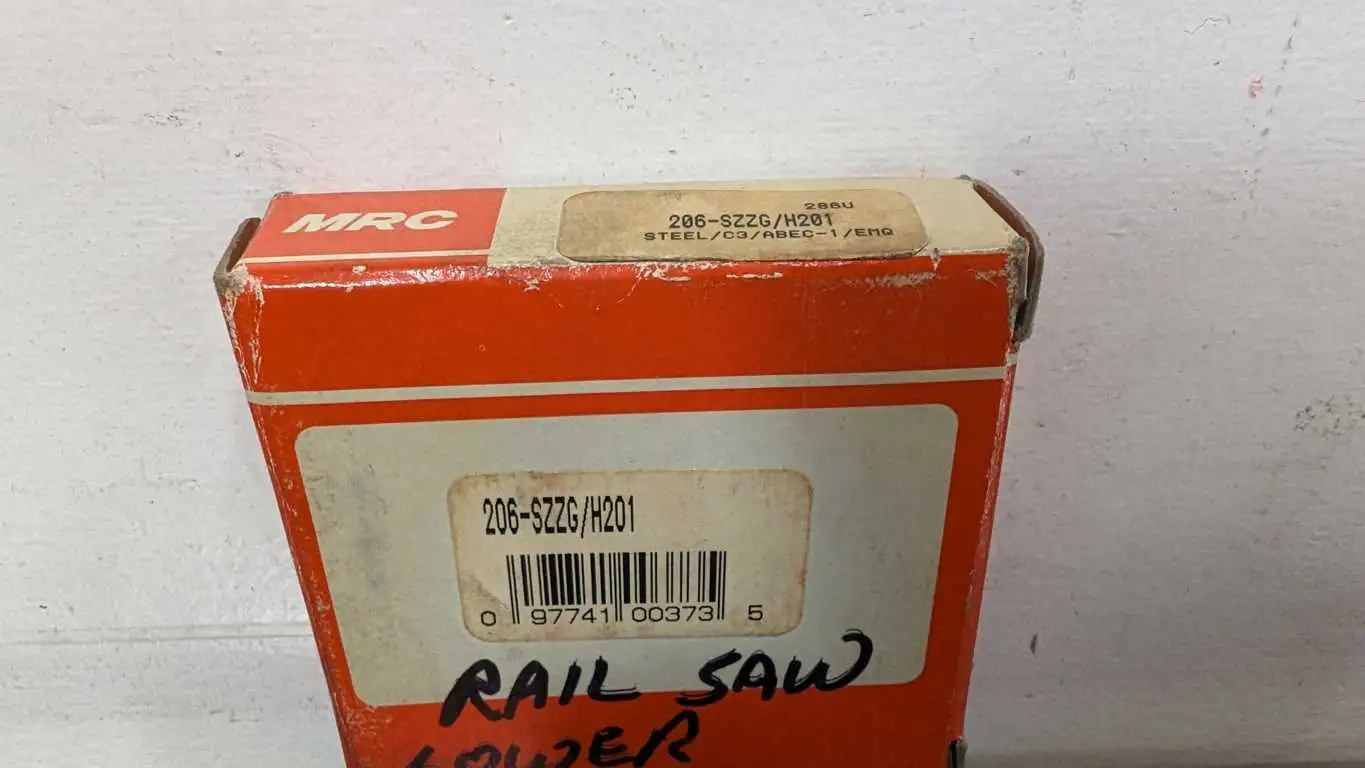 MRC
286U
206-SZZG/H201
STEEL/C3/ABEC-1/EMQ
206-SZZG/H201
0 97741 00373 5
RAIL SAW
LOWER